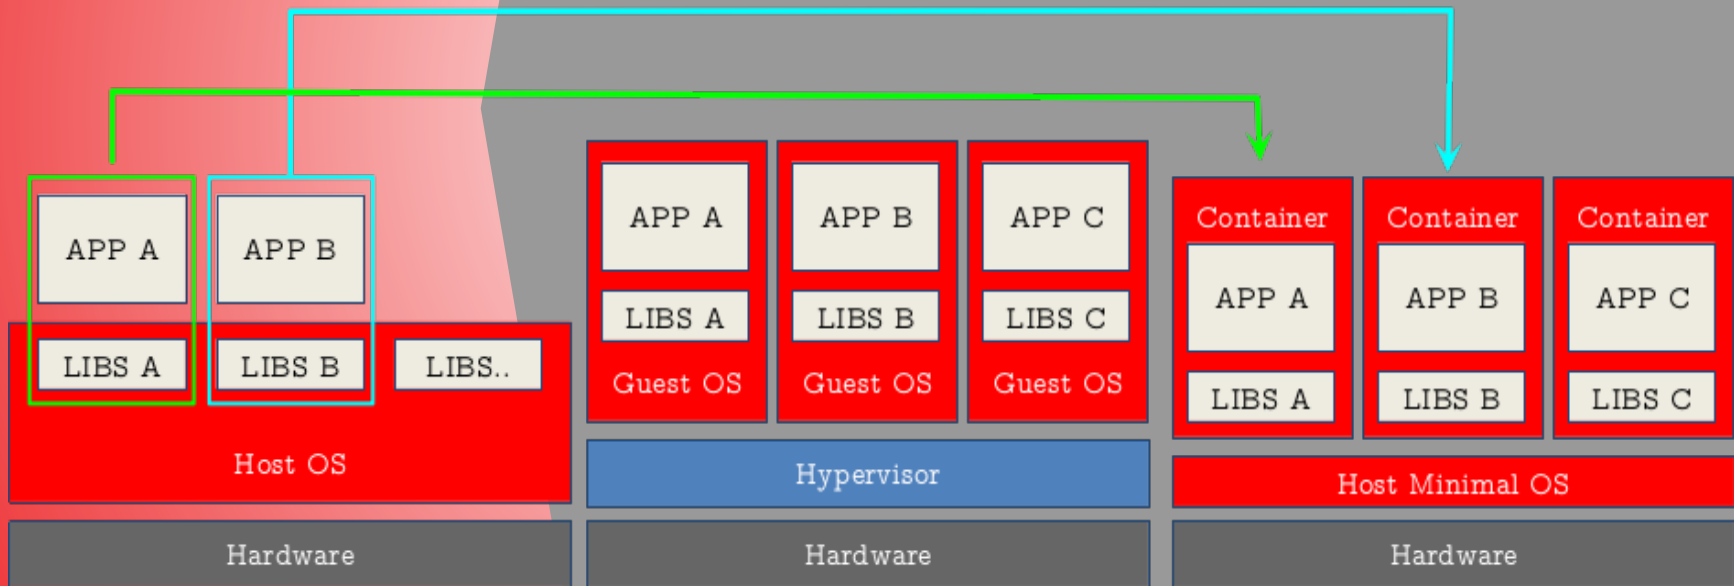 APP A
APP B
LIBS A
LIBS B
LIBS..
Host OS
Hardware
APP A
APP B
APP C
LIBS A
LIBS B
LIBS C
Guest OS
Guest OS
Guest OS
Hypervisor
Hardware
Container
Container
Container
APP A
APP B
APP C
LIBS A
LIBS B
LIBS C
Host Minimal OS
Hardware